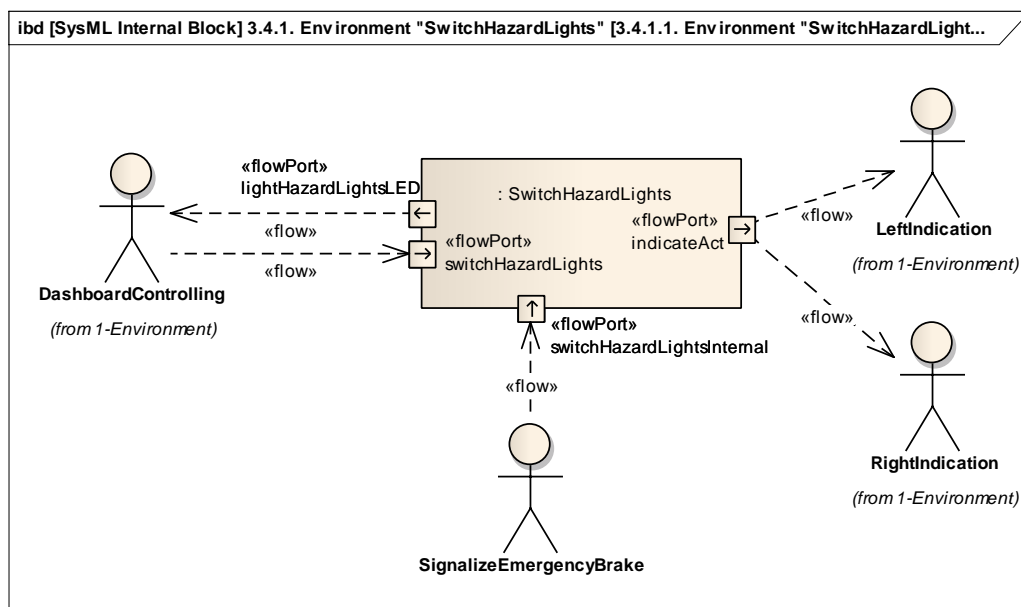 ibd [SysML Internal Block] 3.4.1. Environment "SwitchHazardLights" [3.4.1.1. Environment "SwitchHazardLight...
«flowPort»
lightHazardLightsLED
«flow»
«flow»
DashboardControlling
(from 1-Environment)
: SwitchHazardLights
«flowPort»
indicateAct
«flowPort»
switchHazardLights
«flowPort»
switchHazardLightsInternal
«flow»
SignalizeEmergencyBrake
«flow»
LeftIndication
(from 1-Environment)
«flow»
RightIndication
(from 1-Environment)